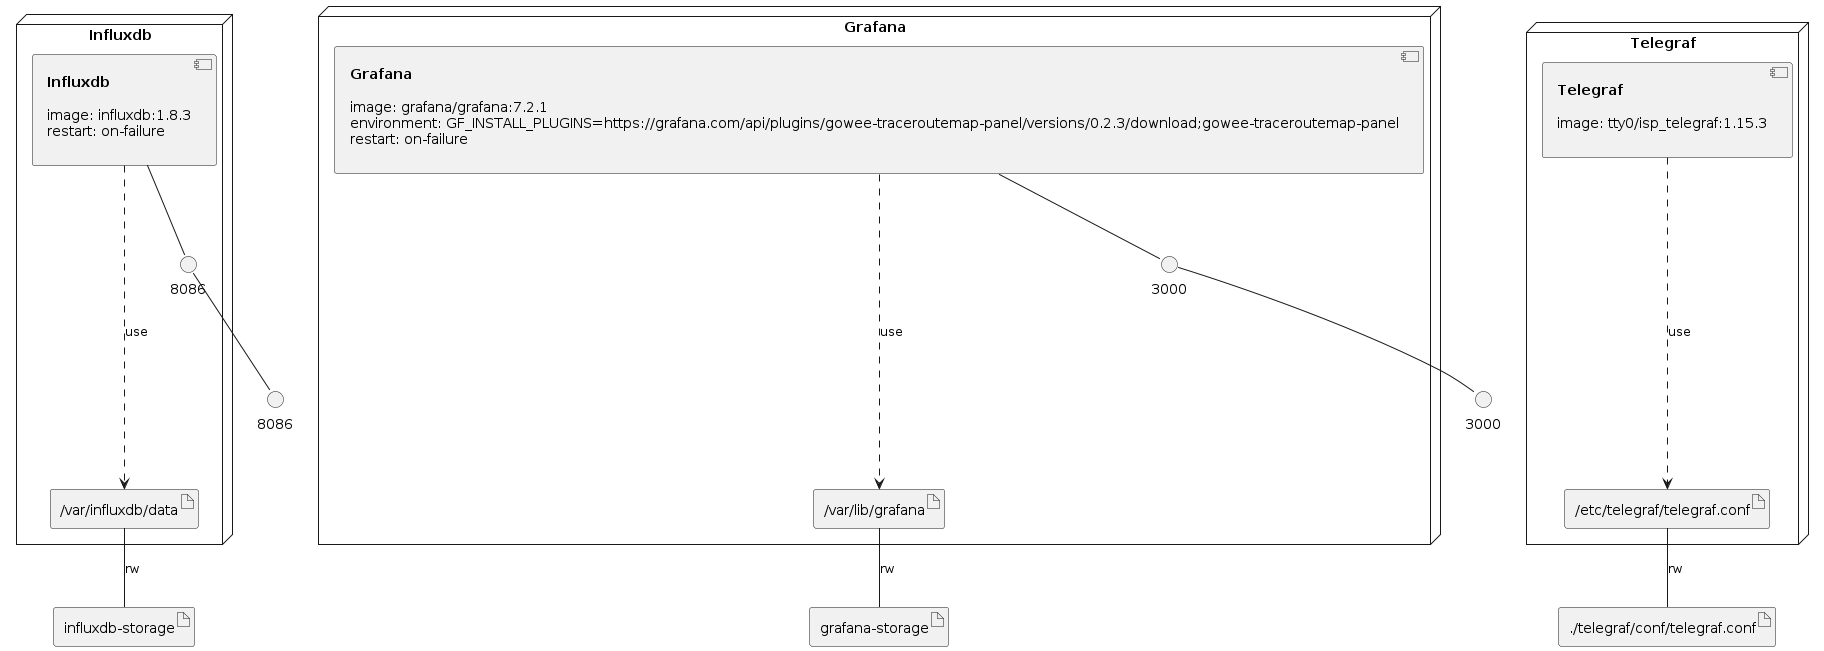 Influxdb
Influxdb
image: influxdb:1.8.3
restart: on-failure
8086
use
8086
/var/influxdb/data
rw
influxdb-storage
Grafana
Grafana
image: grafana/grafana:7.2.1
environment: GF_INSTALL_PLUGINS=https://grafana.com/api/plugins/gowee-traceroutemap-panel/versions/0.2.3/download;gowee-traceroutemap-panel
restart: on-failure
3000
use
3000
/var/lib/grafana
rw
grafana-storage
Telegraf
Telegraf
image: tty0/isp_telegraf:1.15.3
use
/etc/telegraf/telegraf.conf
rw
./telegraf/conf/telegraf.conf